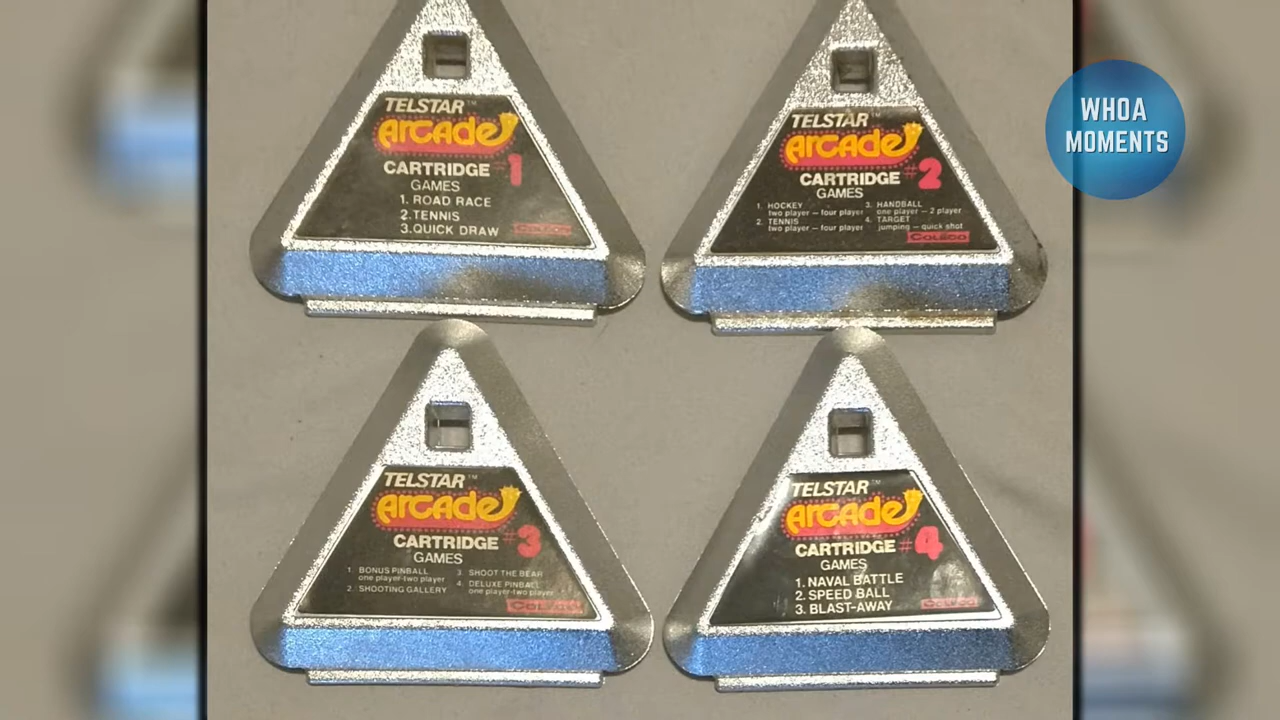 WHOA
MOMENTS
TELSTAR™
Arcade
CARTRIDGE #1
GAMES
1. ROAD RACE
2. TENNIS
3. QUICK DRAW
COLECO
TELSTAR™
Arcade
CARTRIDGE #2
GAMES
1. HOCKEY
two player — four player
2. TENNIS
two player — four player
3. HANDBALL
one player — 2 player
4. TARGET
jumping — quick shot
COLECO
TELSTAR™
Arcade
CARTRIDGE #3
GAMES
1. BONUS PINBALL
one player-two player
2. SHOOTING GALLERY
3. SHOOT THE BEAR
4. DELUXE PINBALL
one player-two player
COLECO
TELSTAR™
Arcade
CARTRIDGE #4
GAMES
1. NAVAL BATTLE
2. SPEED BALL
3. BLAST-AWAY
COLECO